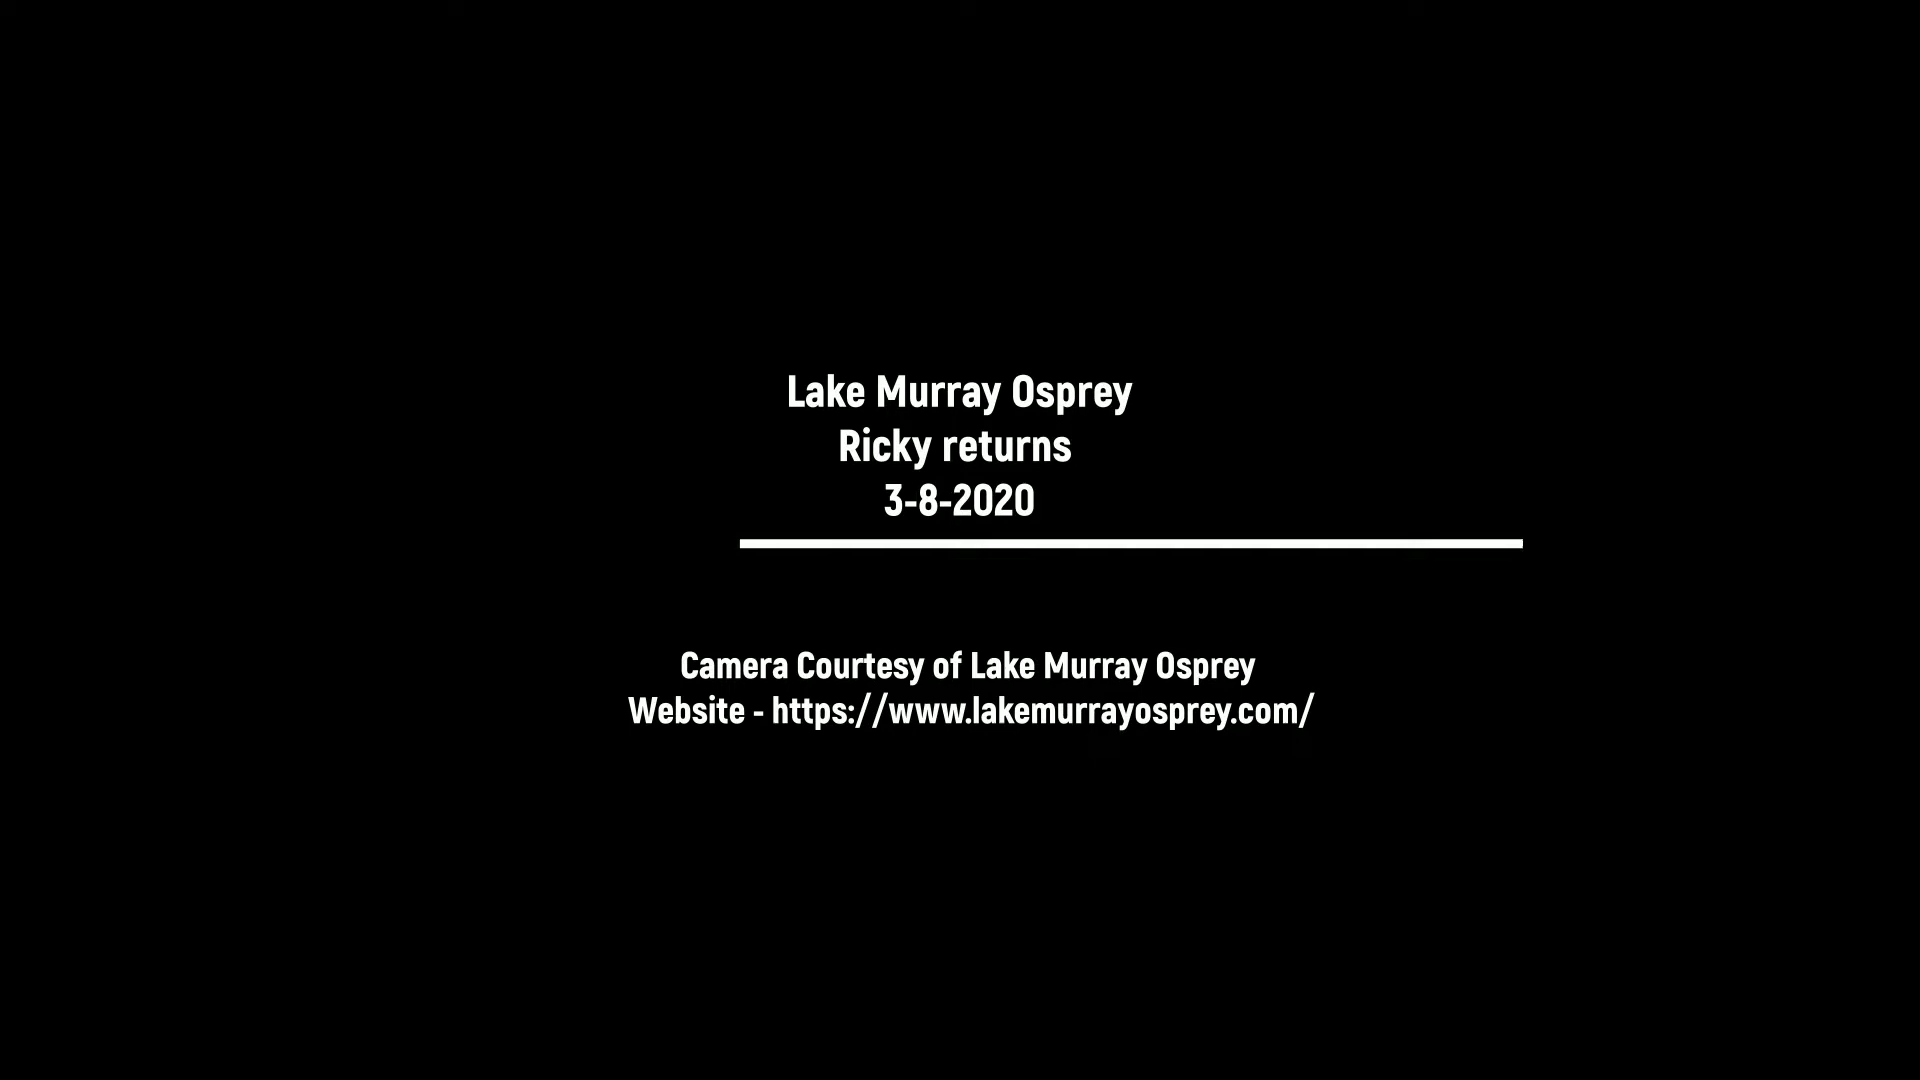 Lake Murray Osprey
Ricky returns
3-8-2020
Camera Courtesy of Lake Murray Osprey
Website - https://www.lakemurrayosprey.com/